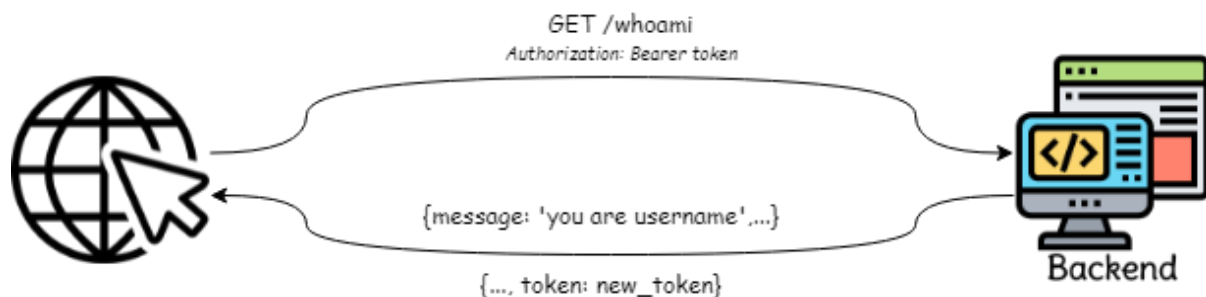 GET /whoami
Authorization: Bearer token
</>
{message: 'you are username',...}
Backend
{..., token: new_token}